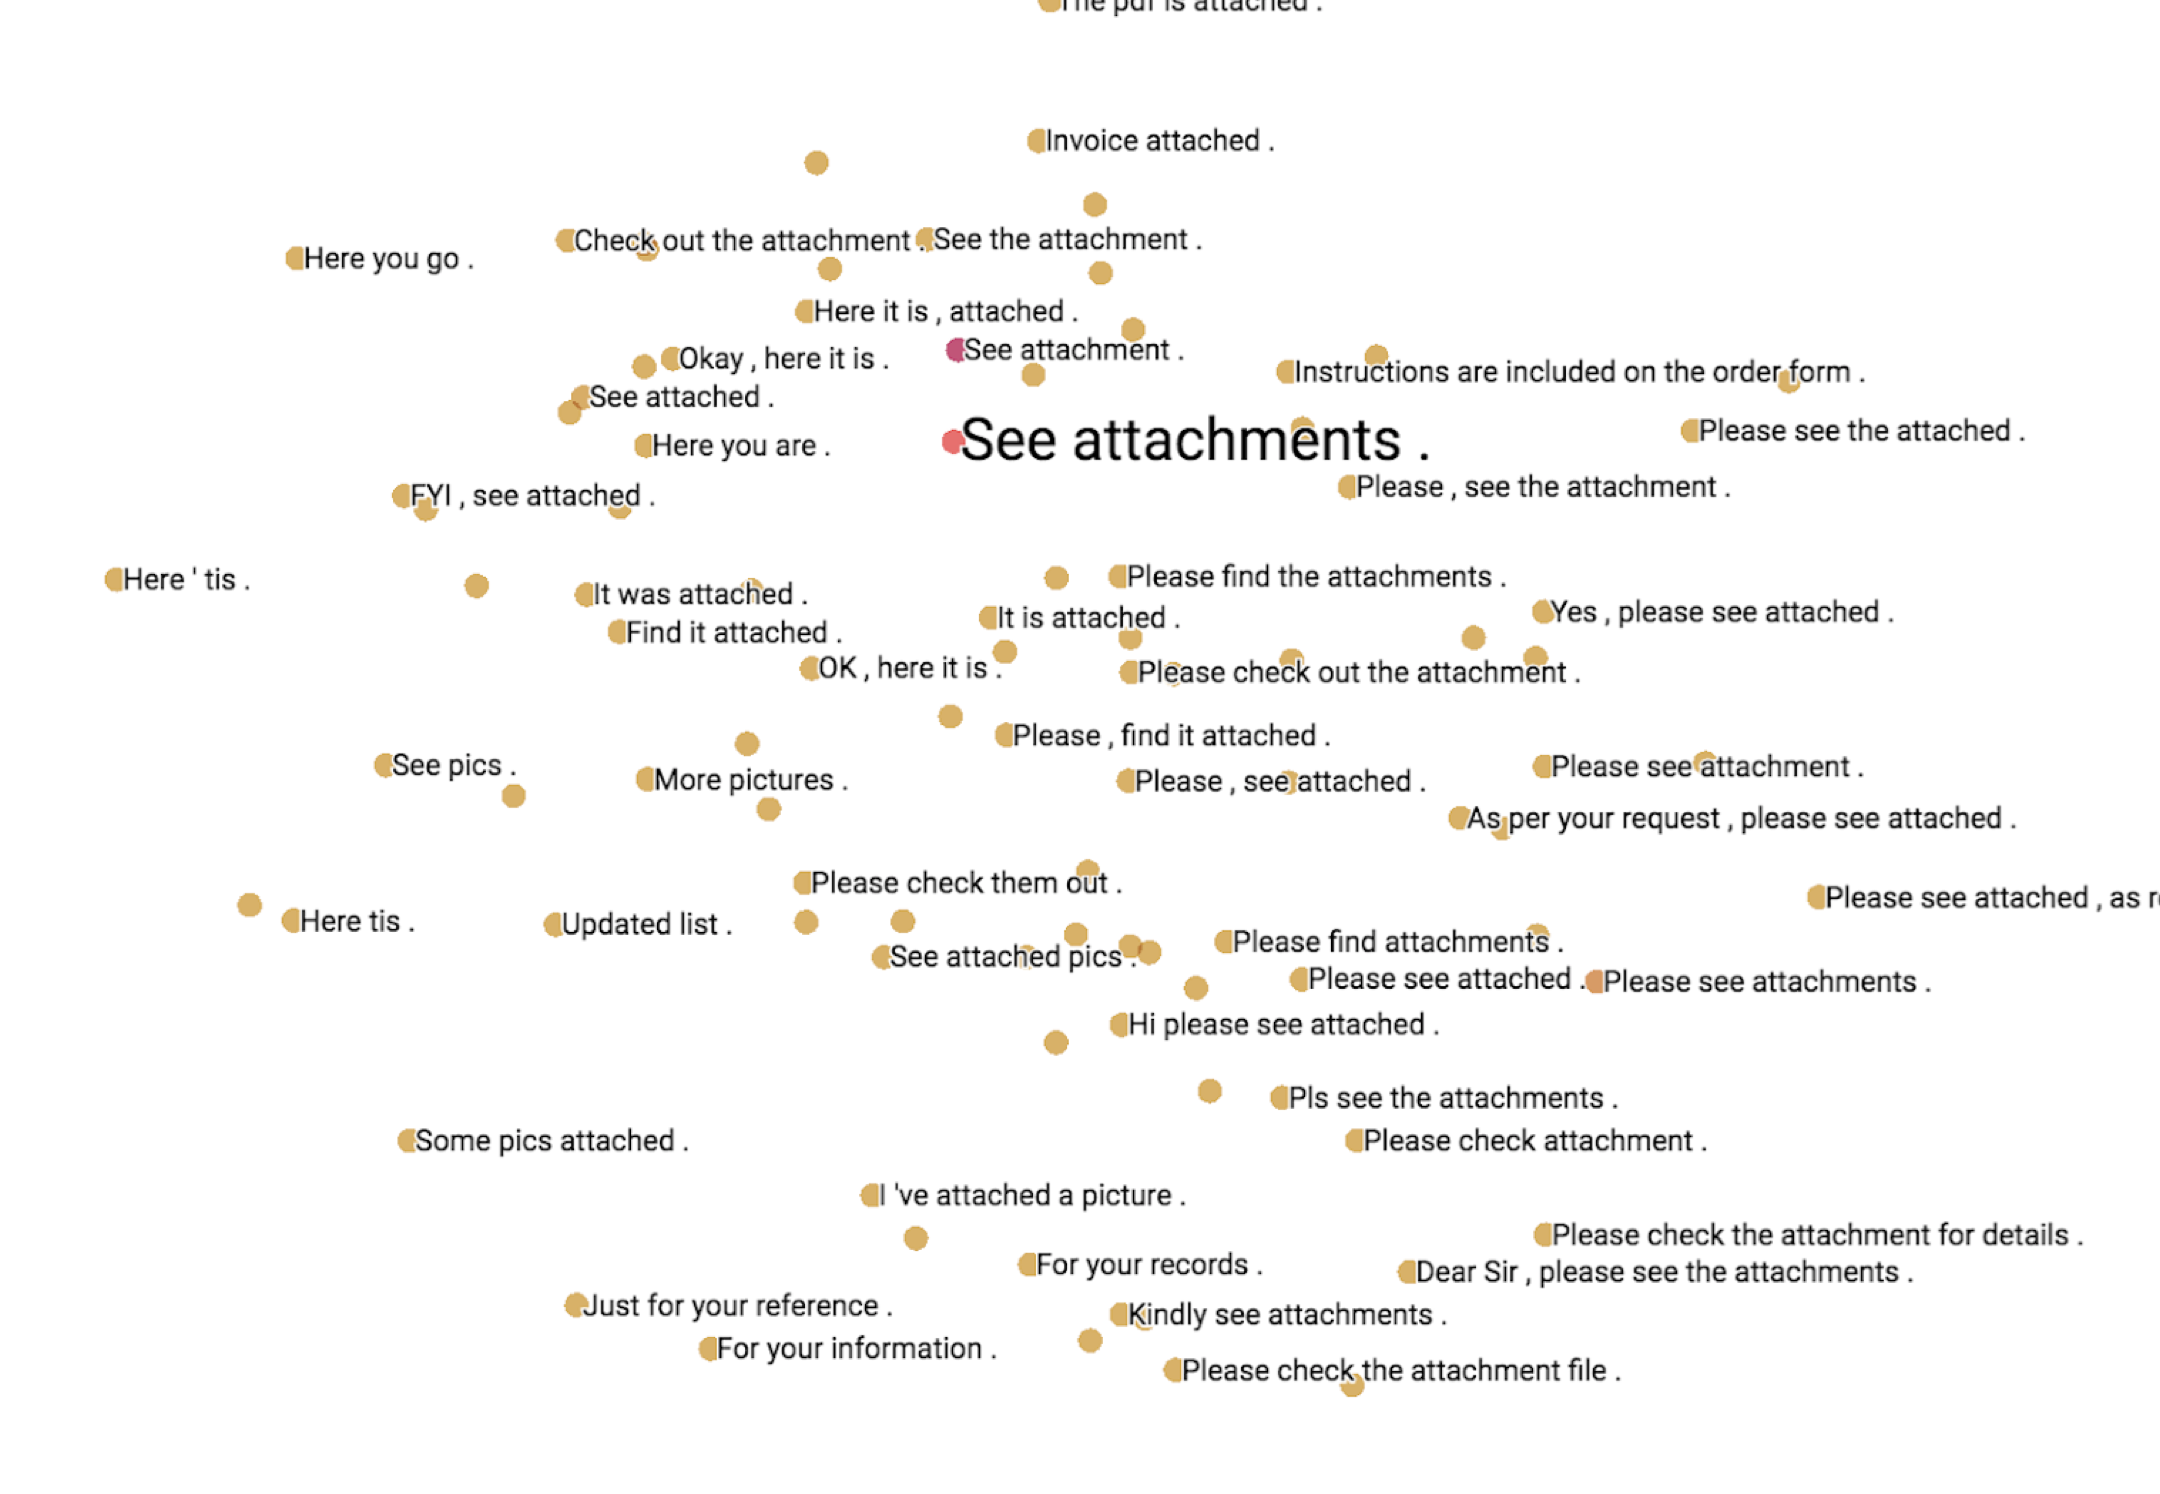 The pdf is attached .
Invoice attached .
Check out the attachment .
See the attachment .
Here you go .
Here it is , attached .
See attachment .
Okay , here it is .
Instructions are included on the order form .
See attached .
Please see the attached .
See attachments .
Here you are .
Please , see the attachment .
FYI , see attached .
Please find the attachments .
Here ' tis .
It was attached .
Yes , please see attached .
It is attached .
Find it attached .
OK , here it is .
Please check out the attachment .
Please , find it attached .
See pics .
Please see attachment .
More pictures .
Please , see attached .
As per your request , please see attached .
Please check them out .
Please see attached , as
Here tis .
Updated list .
Please find attachments .
See attached pics .
Please see attached .
Please see attachments .
Hi please see attached .
Pls see the attachments .
Some pics attached .
Please check attachment .
I 've attached a picture .
Please check the attachment for details .
For your records .
Dear Sir , please see the attachments .
Just for your reference .
Kindly see attachments .
For your information .
Please check the attachment file .